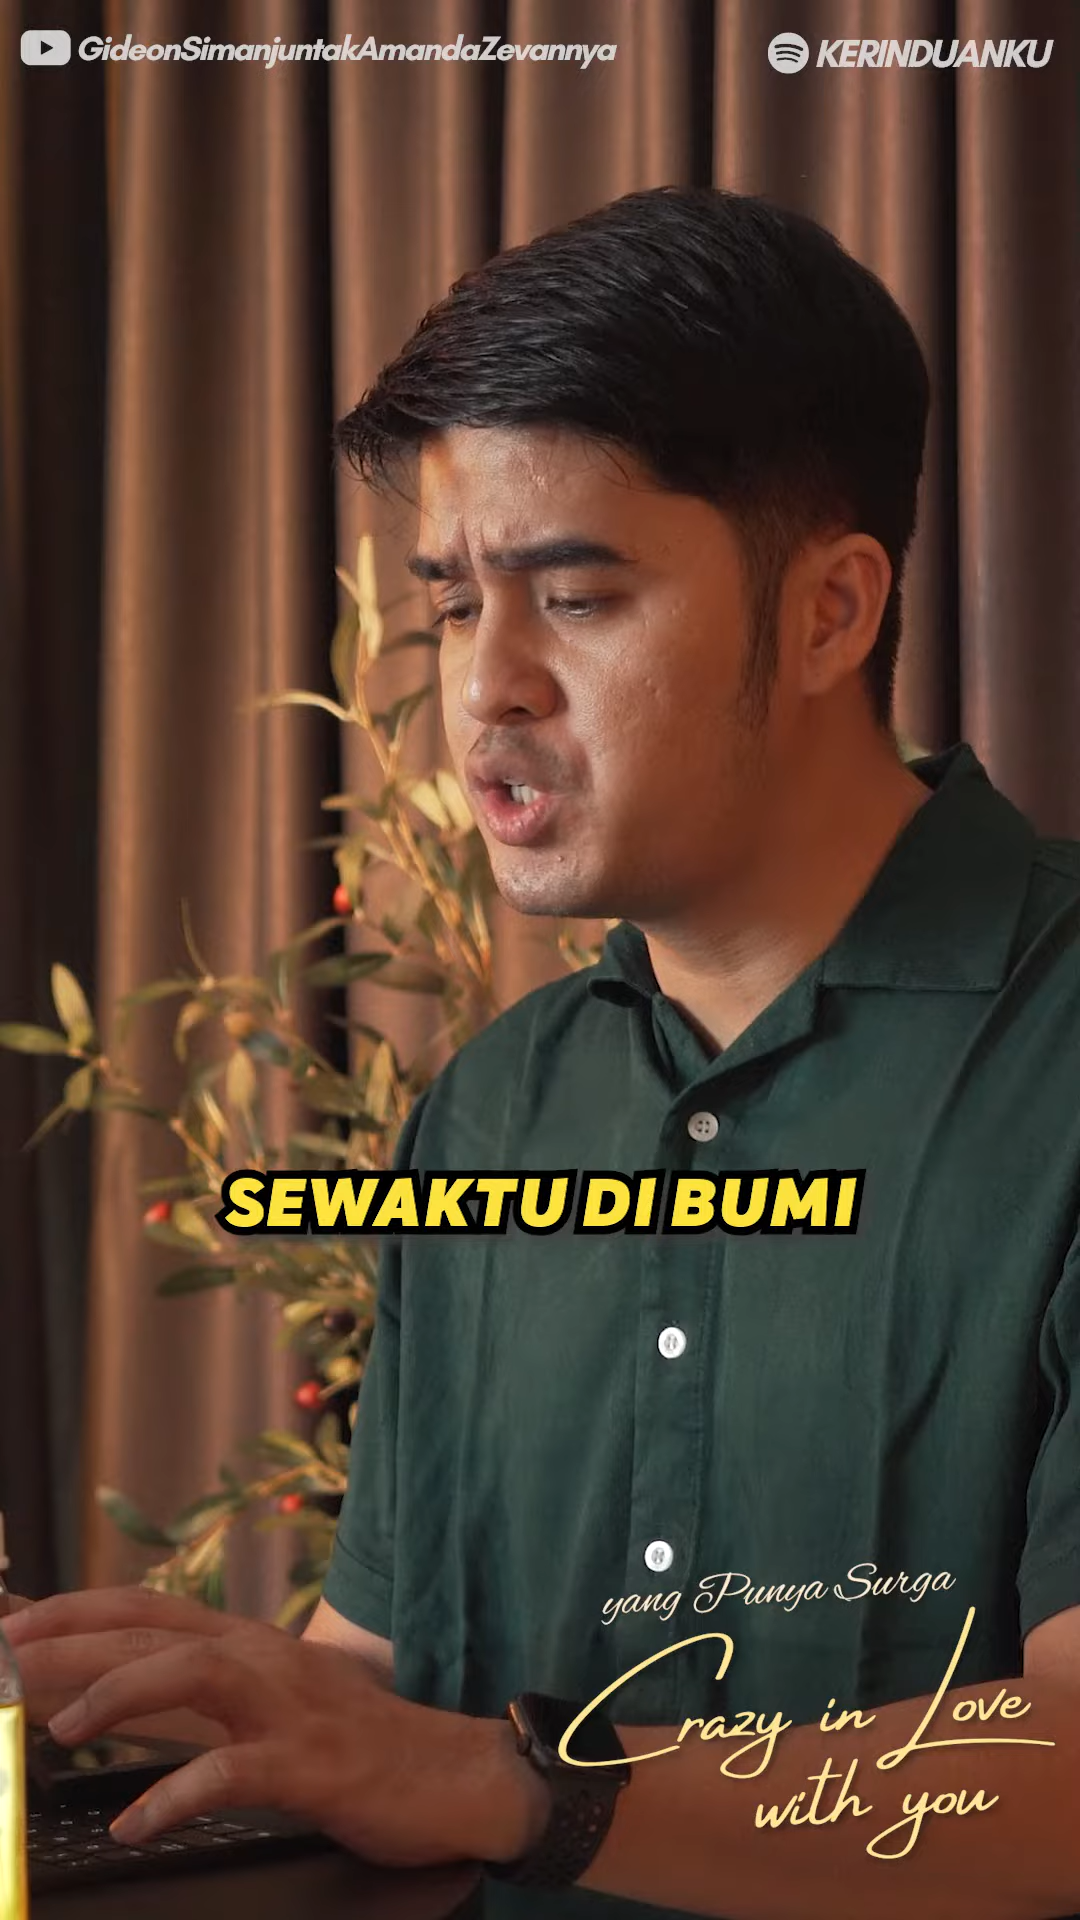 GideonSimanjuntakAmandaZevannya
KERINDUANKU
SEWAKTU DI BUMI
yang Punya Surga
Crazy in Love
with you